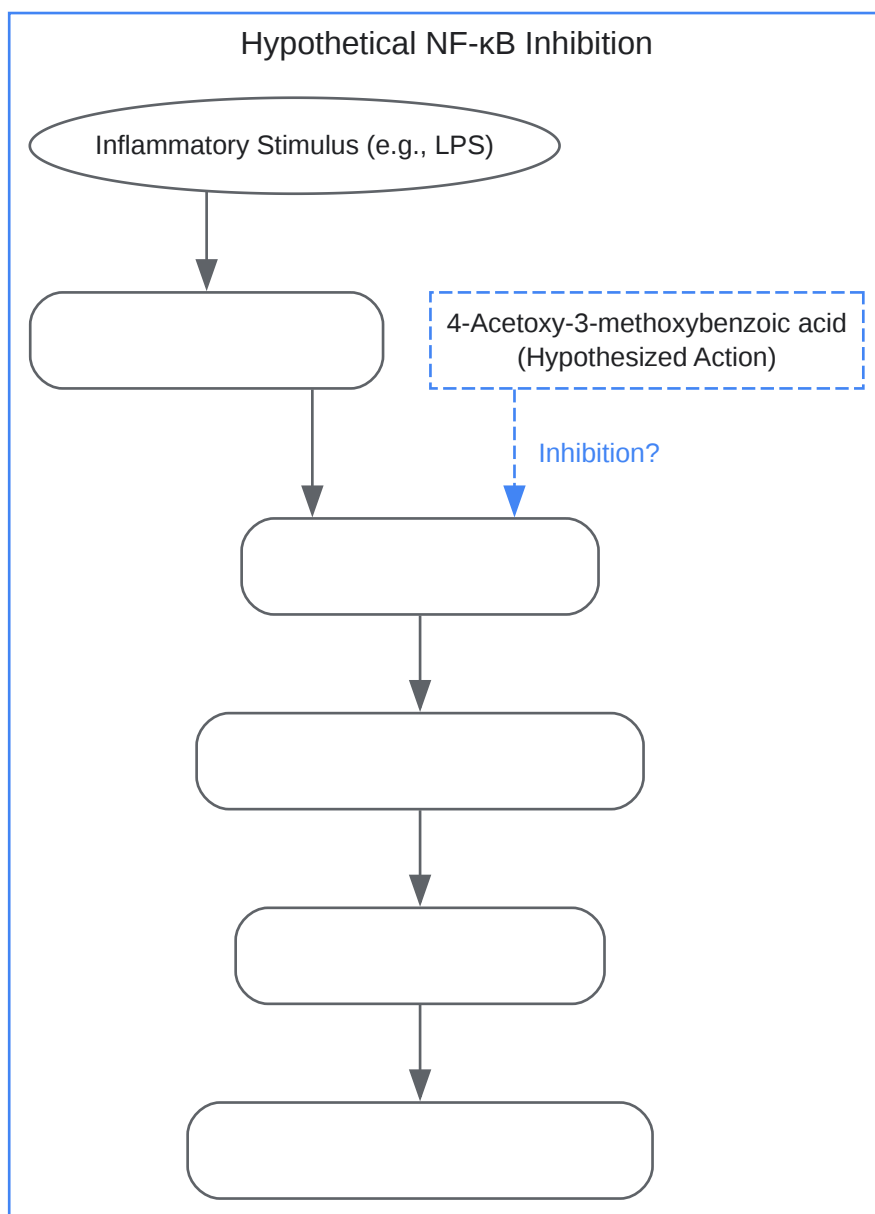 Hypothetical NF-κB Inhibition
Inflammatory Stimulus (e.g., LPS)
4-Acetoxy-3-methoxybenzoic acid
(Hypothesized Action)
Inhibition?